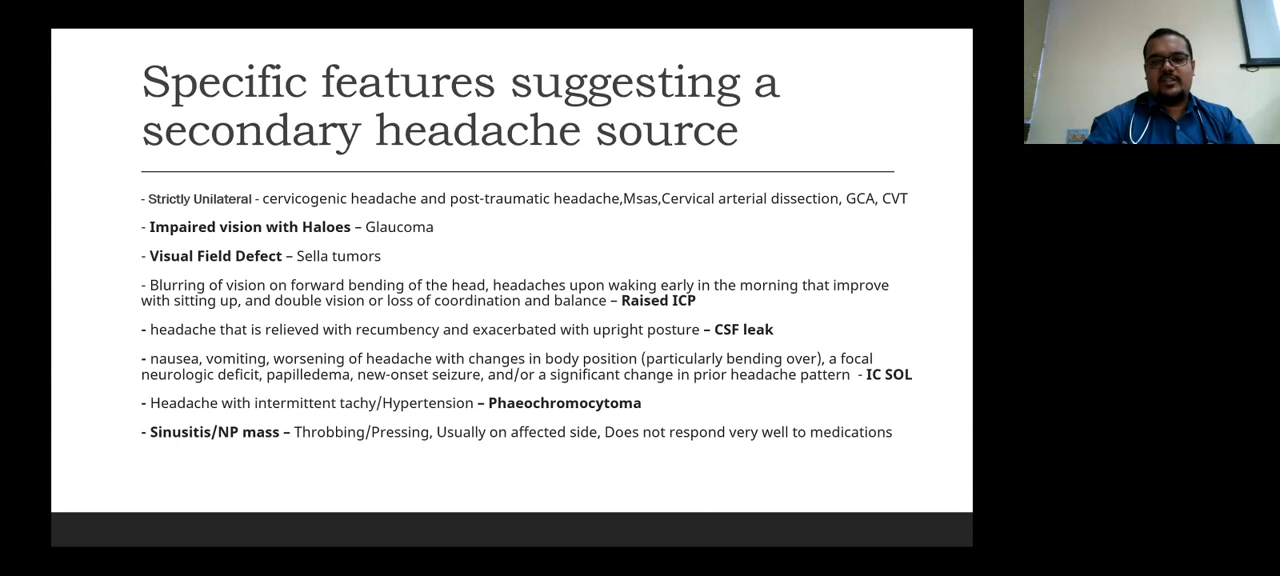 Specific features suggesting a
secondary headache source
- Strictly Unilateral - cervicogenic headache and post-traumatic headache,Msas,Cervical arterial dissection, GCA, CVT
- Impaired vision with Haloes – Glaucoma
- Visual Field Defect – Sella tumors
- Blurring of vision on forward bending of the head, headaches upon waking early in the morning that improve
with sitting up, and double vision or loss of coordination and balance – Raised ICP
- headache that is relieved with recumbency and exacerbated with upright posture – CSF leak
- nausea, vomiting, worsening of headache with changes in body position (particularly bending over), a focal
neurologic deficit, papilledema, new-onset seizure, and/or a significant change in prior headache pattern - IC SOL
- Headache with intermittent tachy/Hypertension – Phaeochromocytoma
- Sinusitis/NP mass – Throbbing/Pressing, Usually on affected side, Does not respond very well to medications